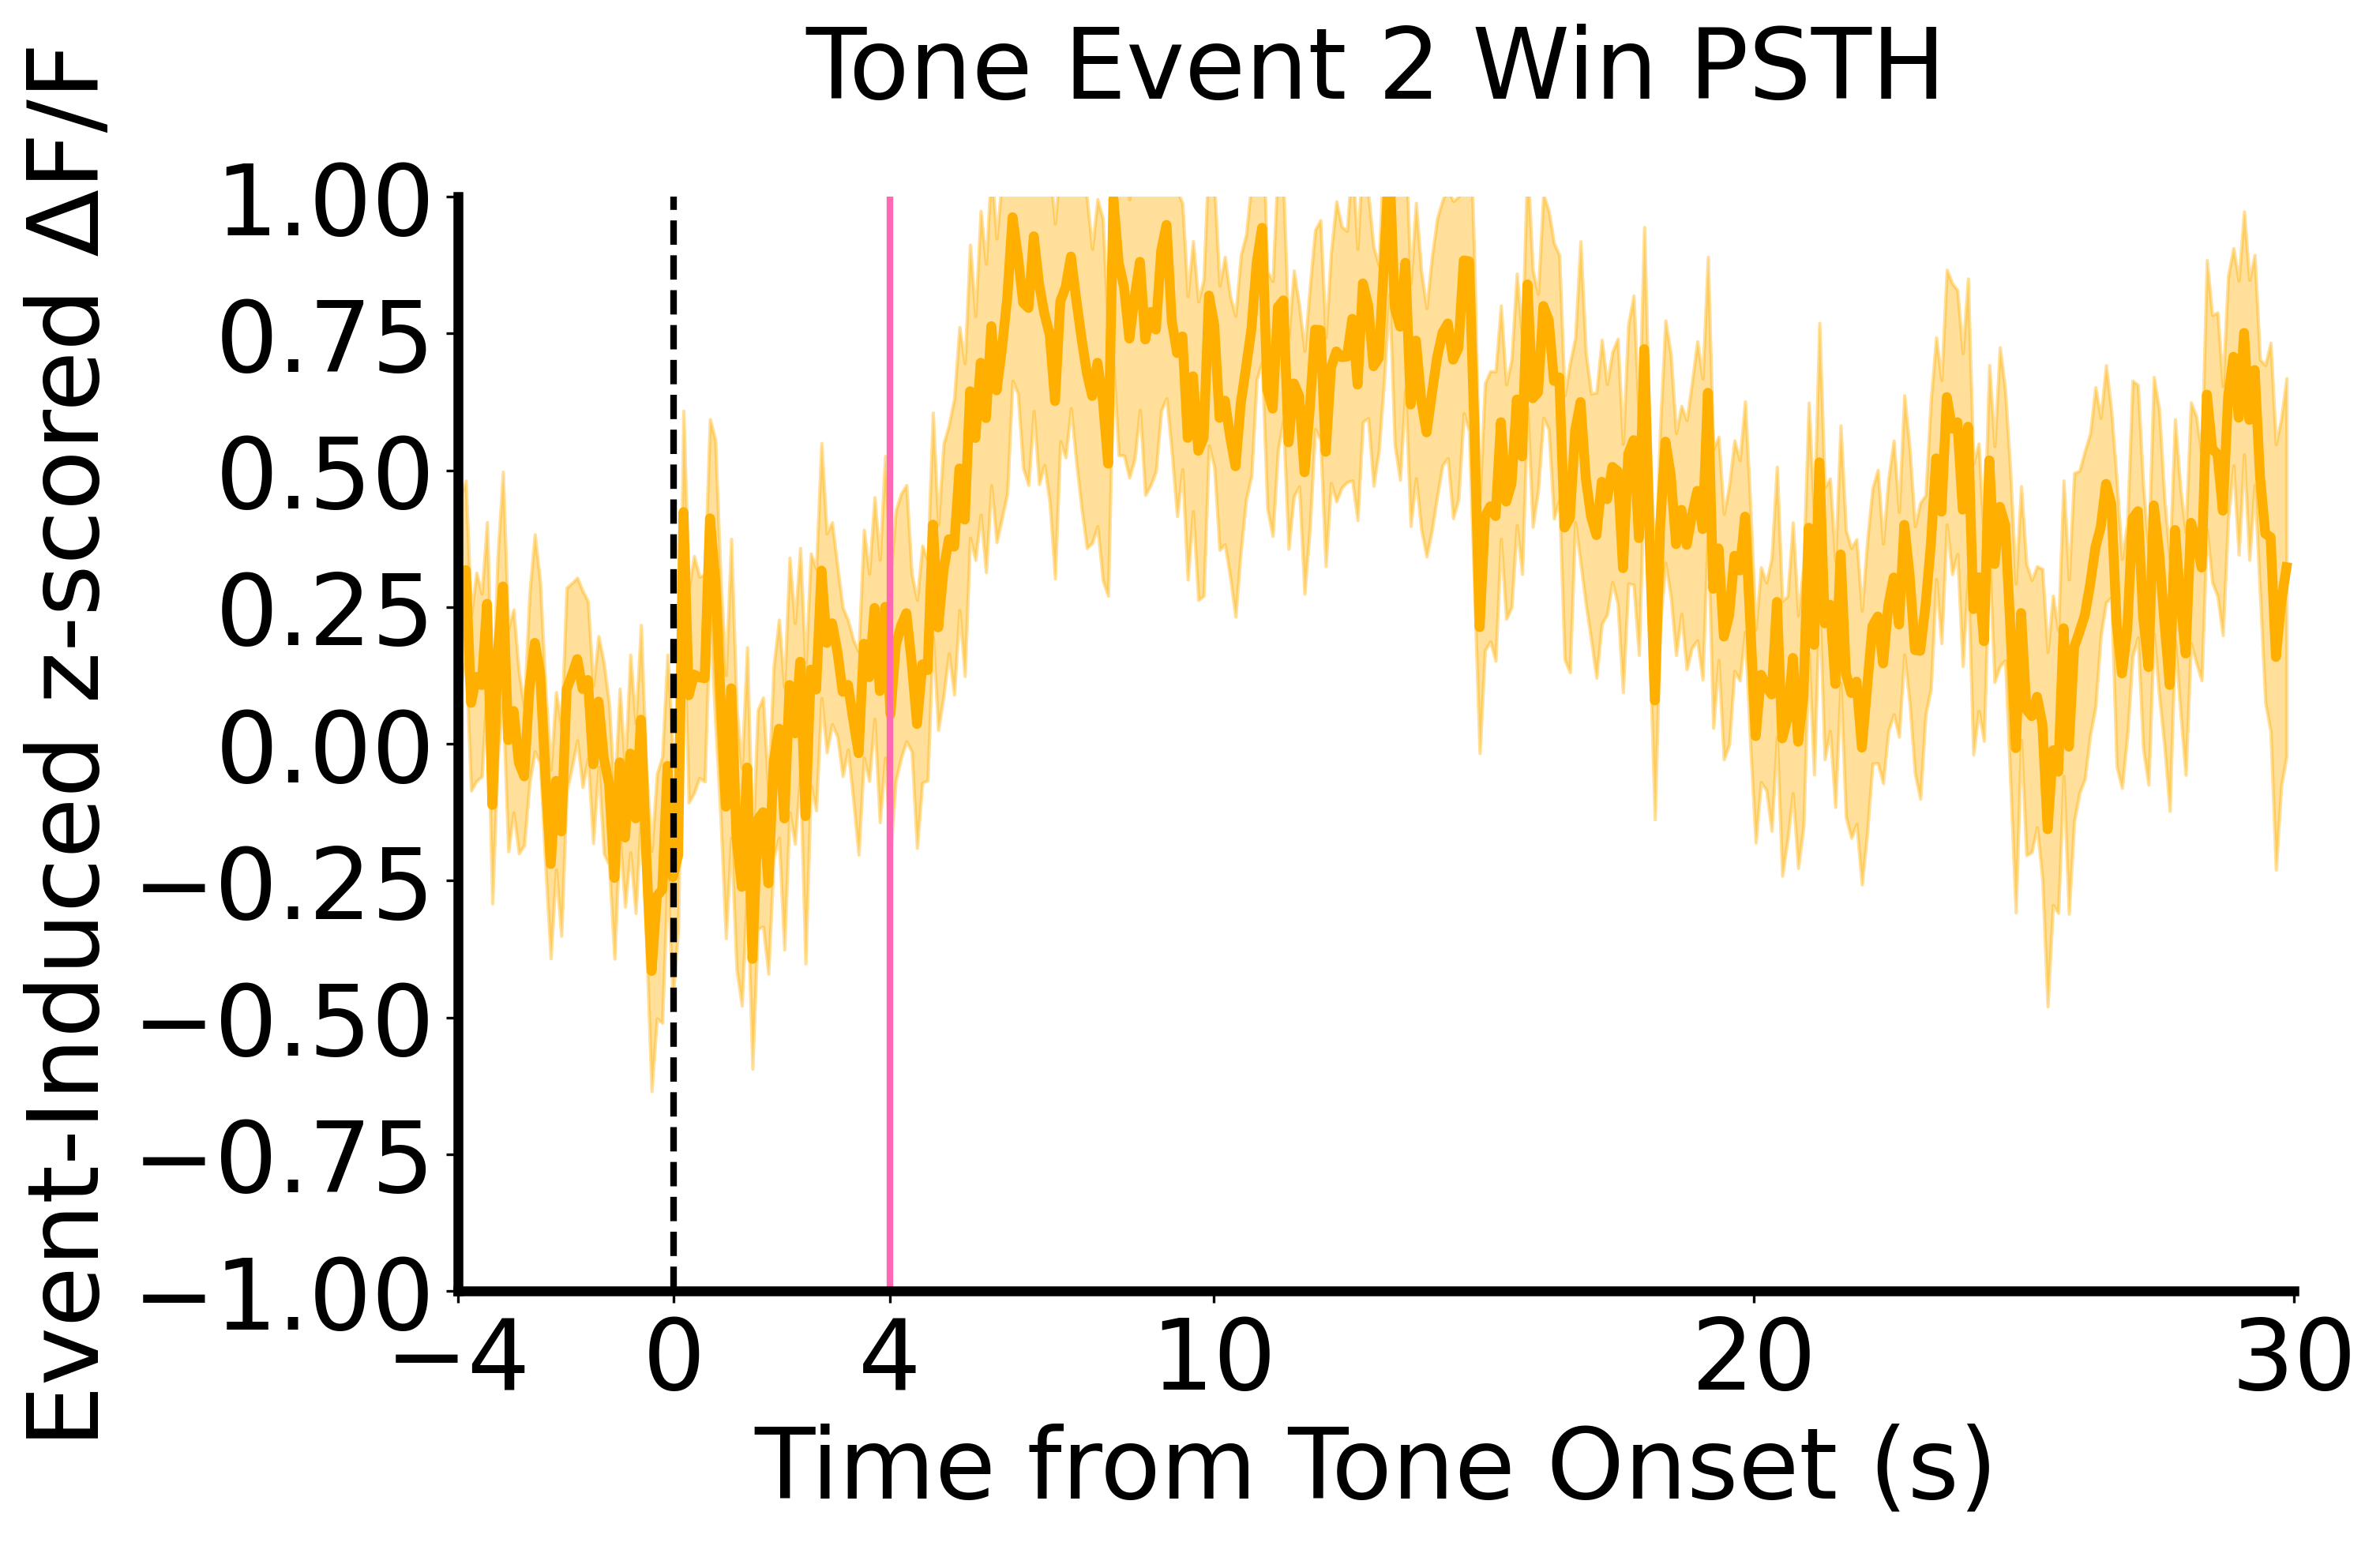 Tone Event 2 Win PSTH
Event-Induced z-scored ΔF/F
1.00
0.75
0.50
0.25
0.00
−0.25
−0.50
−0.75
−1.00
−4 0 4 10 20 30
Time from Tone Onset (s)